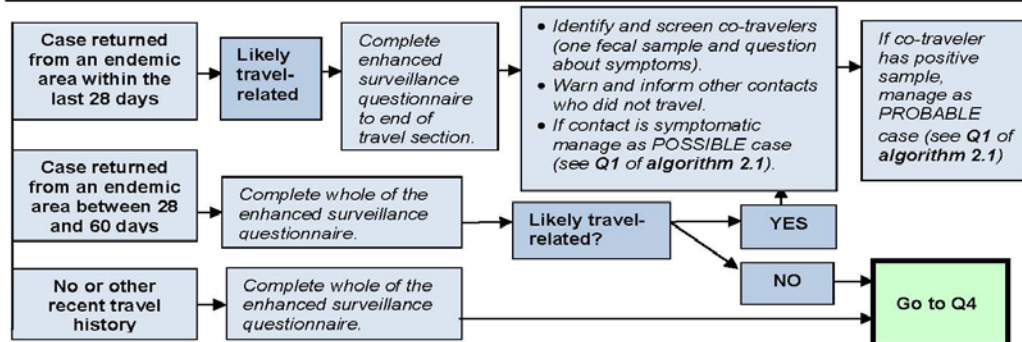 Case returned
from an endemic
area within the
last 28 days
Likely
travel-
related
Complete
enhanced
surveillance
questionnaire
to end of
travel section.
• Identify and screen co-travelers
(one fecal sample and question
about symptoms).
• Warn and inform other contacts
who did not travel.
• If contact is symptomatic
manage as POSSIBLE case
(see Q1 of algorithm 2.1).
If co-traveler
has positive
sample,
manage as
PROBABLE
case (see Q1 of
algorithm 2.1)
Case returned
from an endemic
area between 28
and 60 days
Complete whole of the
enhanced surveillance
questionnaire.
Likely travel-
related?
YES
NO
No or other
recent travel
history
Complete whole of the
enhanced surveillance
questionnaire.
Go to Q4